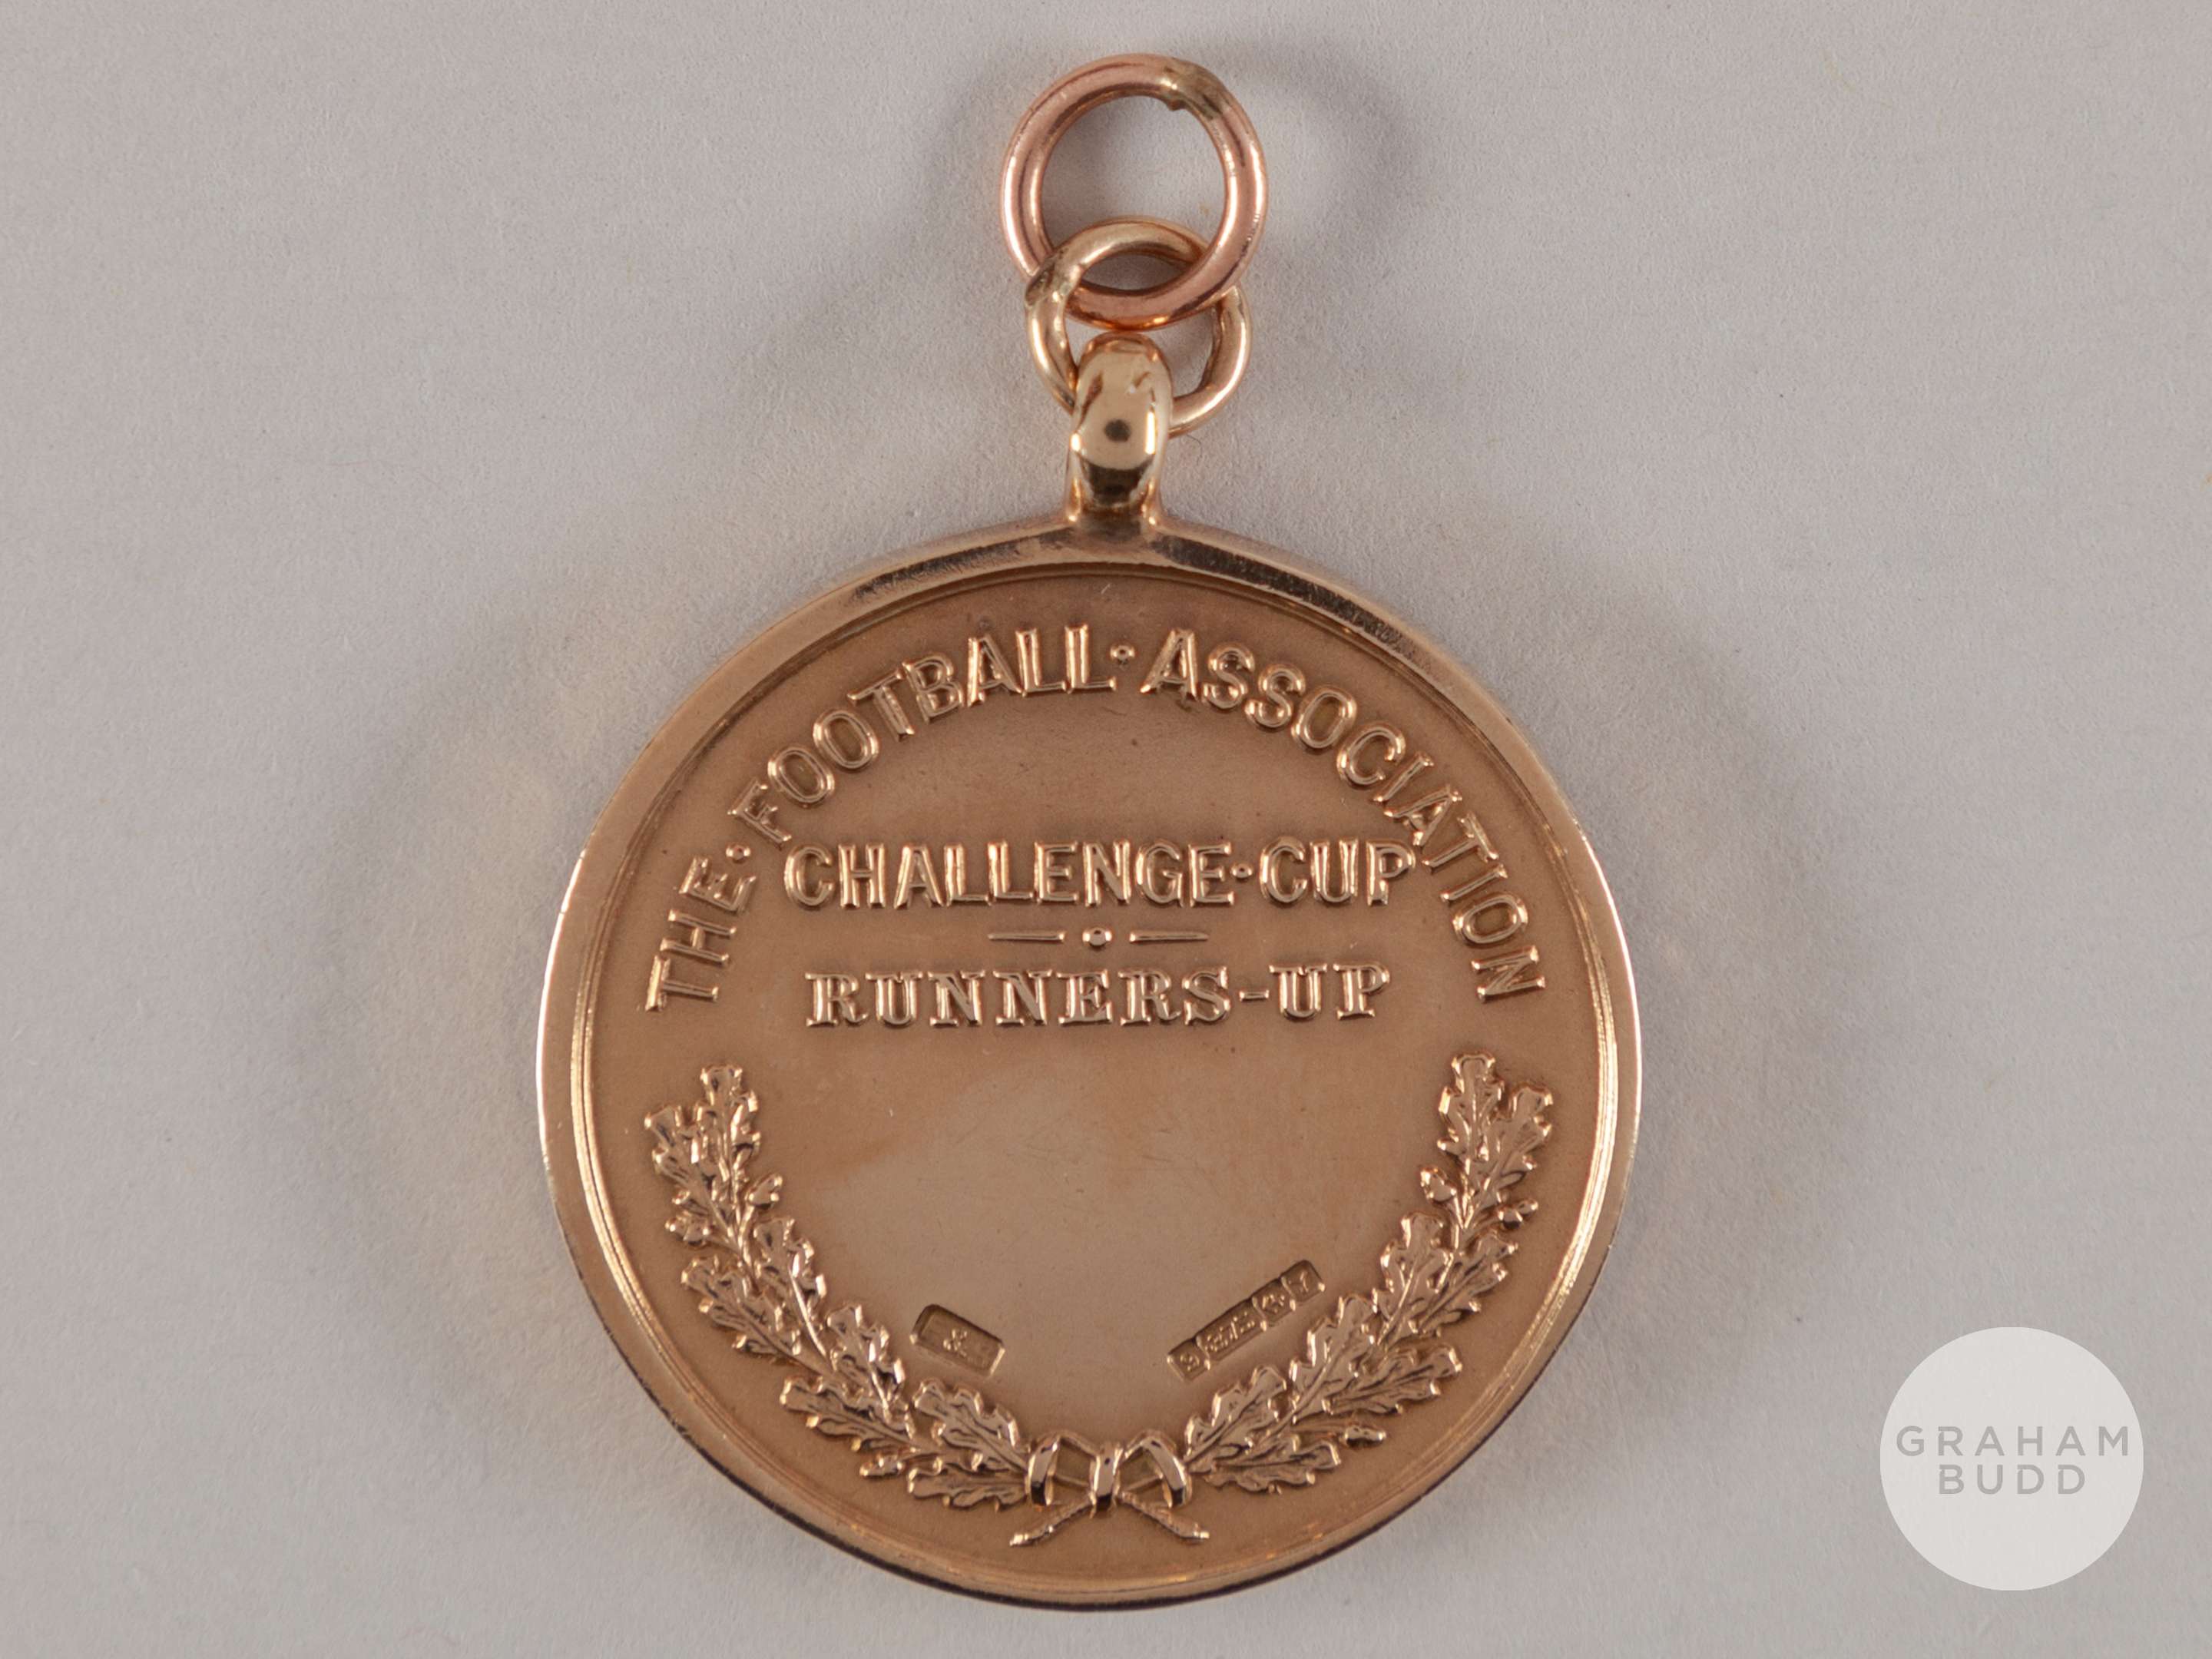 THE·FOOTBALL·ASSOCIATION
CHALLENGE·CUP
RUNNERS-UP
GRAHAM
BUDD